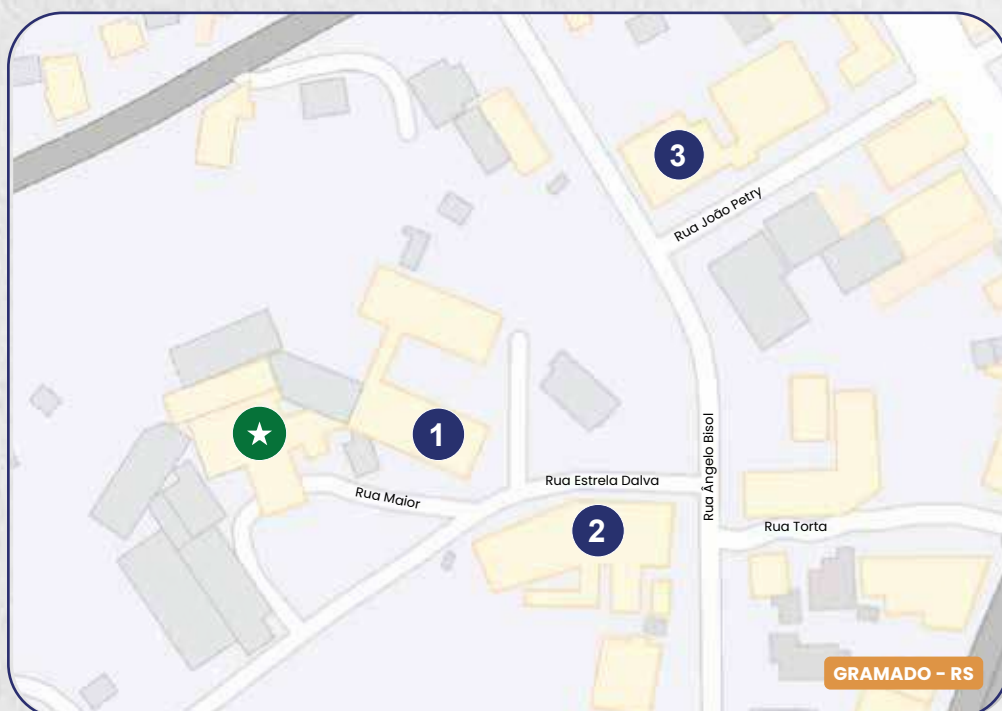 3
Rua João Petry
1
Rua Ângelo Bisol
Rua Estrela Dalva
Rua Maior
2
Rua Torta
GRAMADO - RS